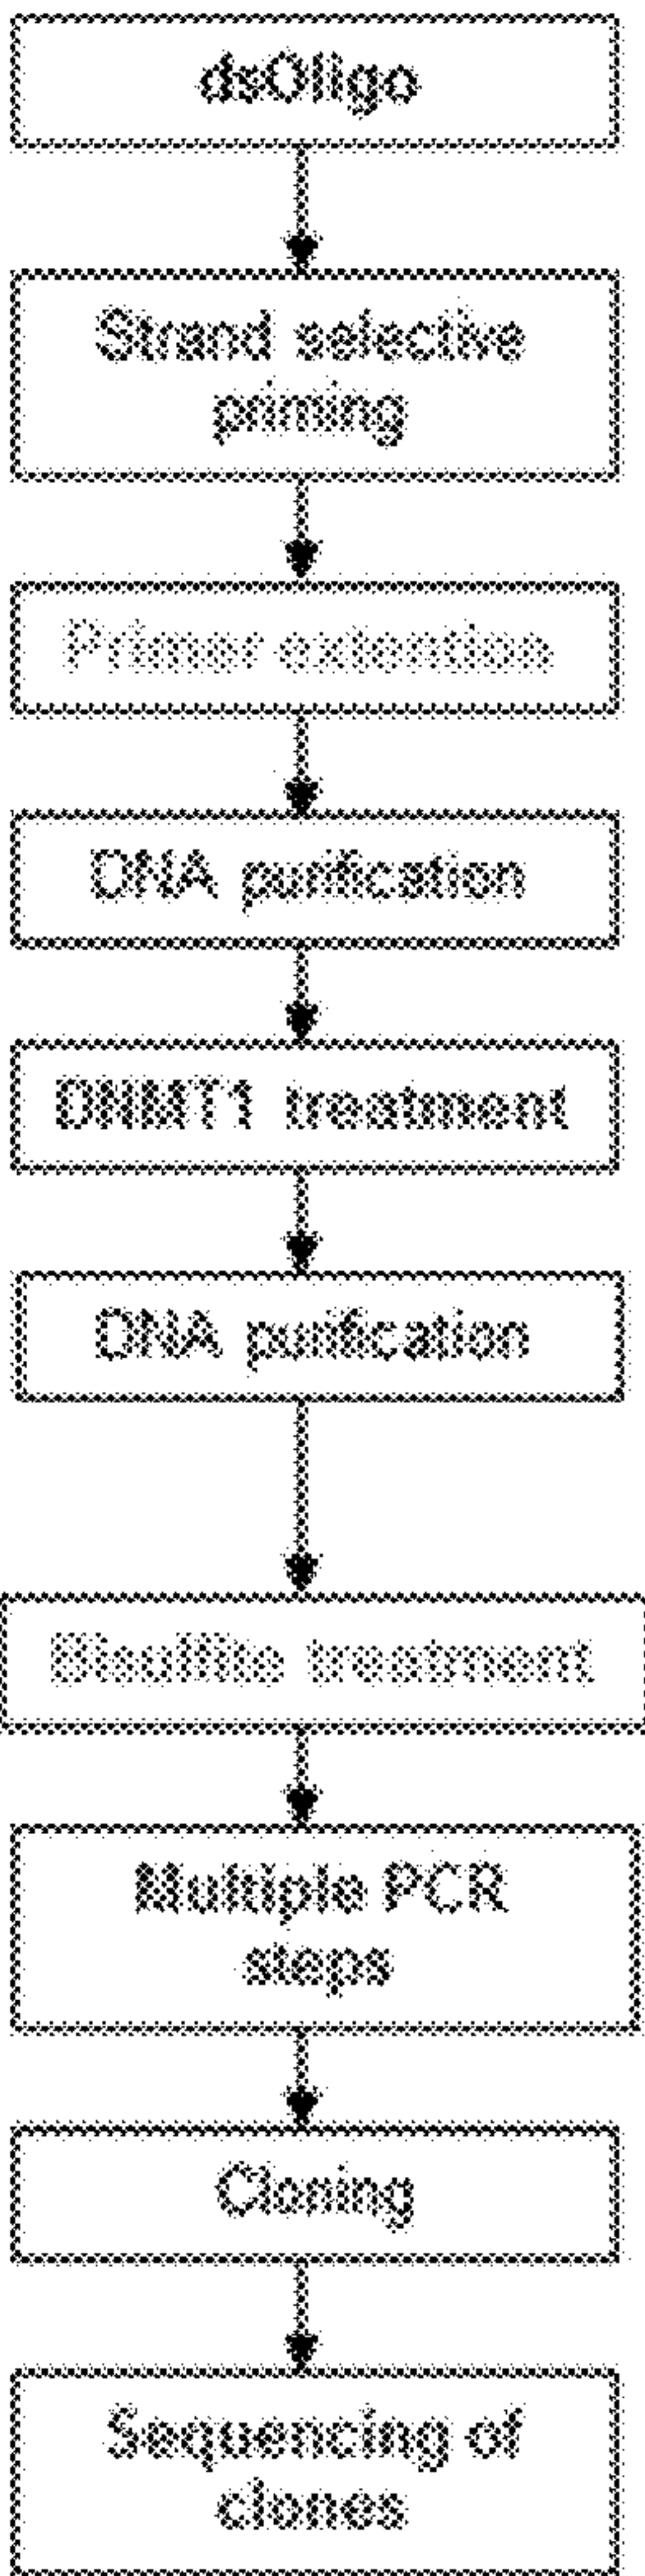 dsOligo
Strand selective
priming
Primer extention
DNA purification
DNMT1 treatment
DNA purification
Bisulfite treatment
Multiple PCR
steps
Cloning
Sequencing of
clones